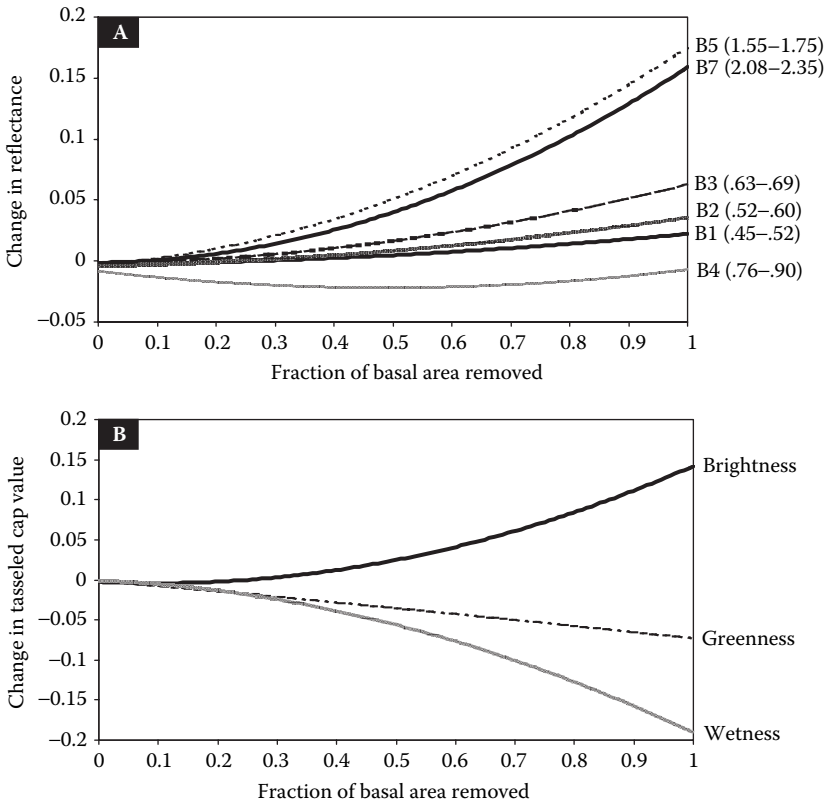 A
0.2
0.15
0.1
0.05
0
−0.05
Change in reflectance
B5 (1.55–1.75)
B7 (2.08–2.35)
B3 (.63–.69)
B2 (.52–.60)
B1 (.45–.52)
B4 (.76–.90)
0 0.1 0.2 0.3 0.4 0.5 0.6 0.7 0.8 0.9 1
Fraction of basal area removed
B
0.2
0.15
0.1
0.05
0
−0.05
−0.1
−0.15
−0.2
Change in tasseled cap value
Brightness
Greenness
Wetness
0 0.1 0.2 0.3 0.4 0.5 0.6 0.7 0.8 0.9 1
Fraction of basal area removed